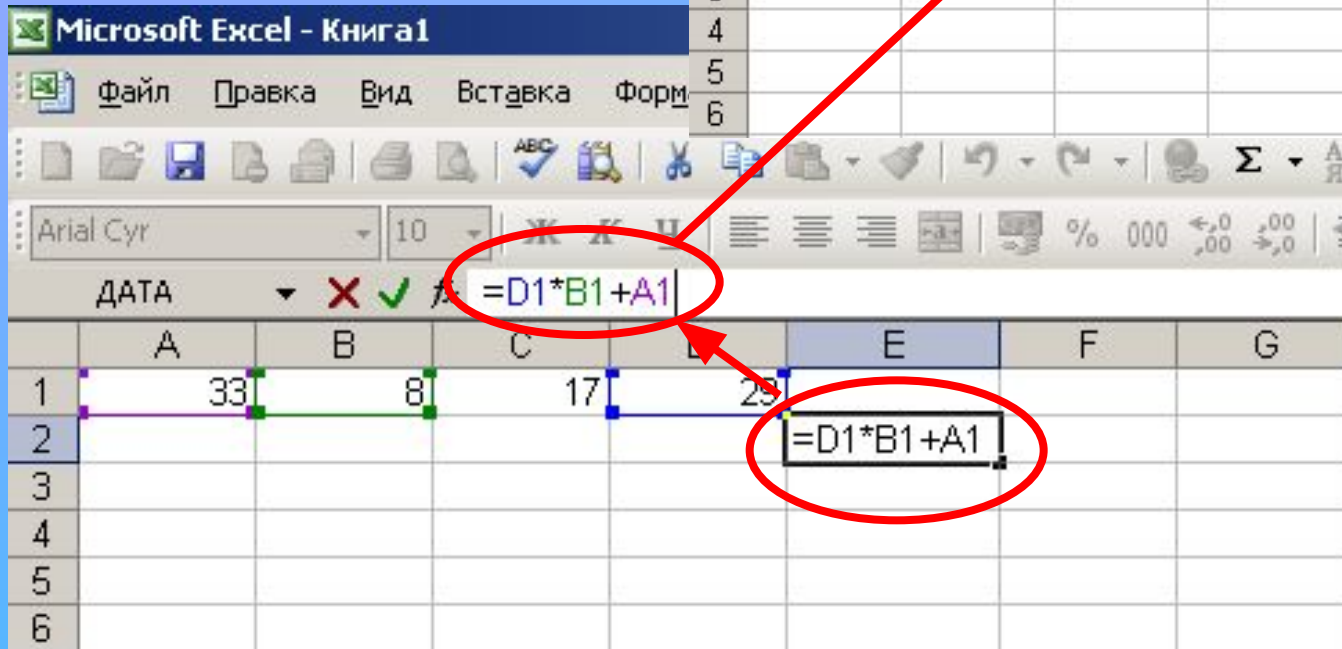 Microsoft Excel - Книга1
4
5
6
Файл Правка Вид Вставка
Arial Cyr 10 Ж К Ч % 000
ДАТА =D1*B1+A1
A B C E F G
1 33 8 17 29
2 =D1*B1+A1
3
4
5
6